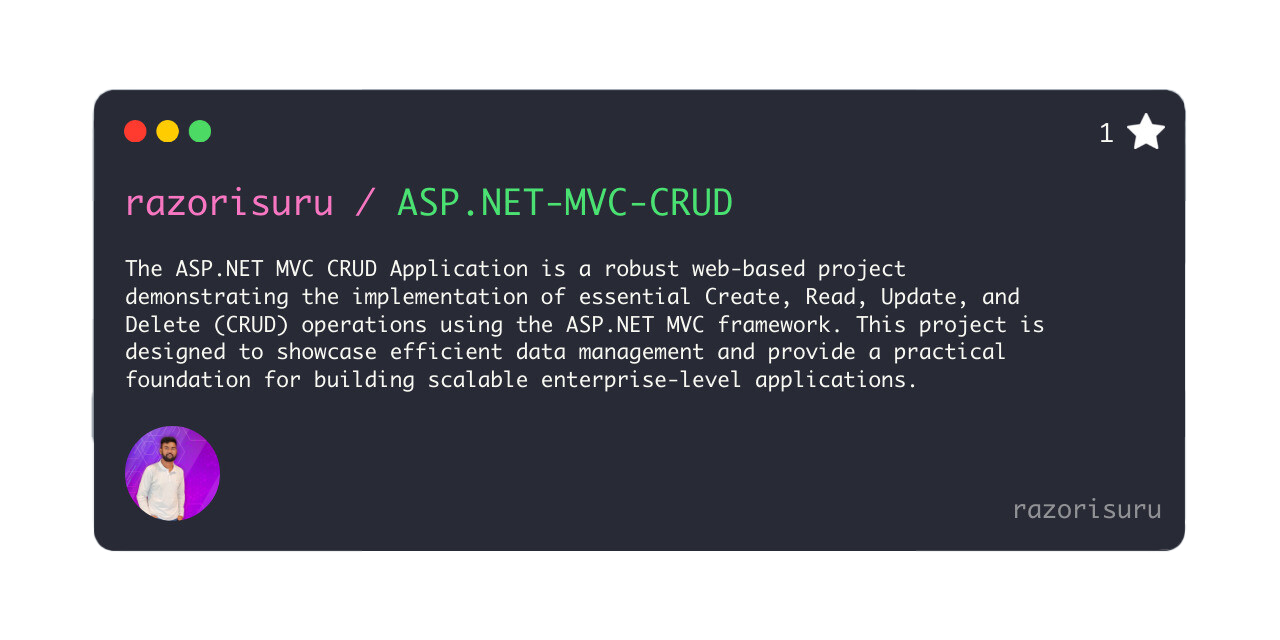 1
razorisuru / ASP.NET-MVC-CRUD
The ASP.NET MVC CRUD Application is a robust web-based project
demonstrating the implementation of essential Create, Read, Update, and
Delete (CRUD) operations using the ASP.NET MVC framework. This project is
designed to showcase efficient data management and provide a practical
foundation for building scalable enterprise-level applications.
razorisuru